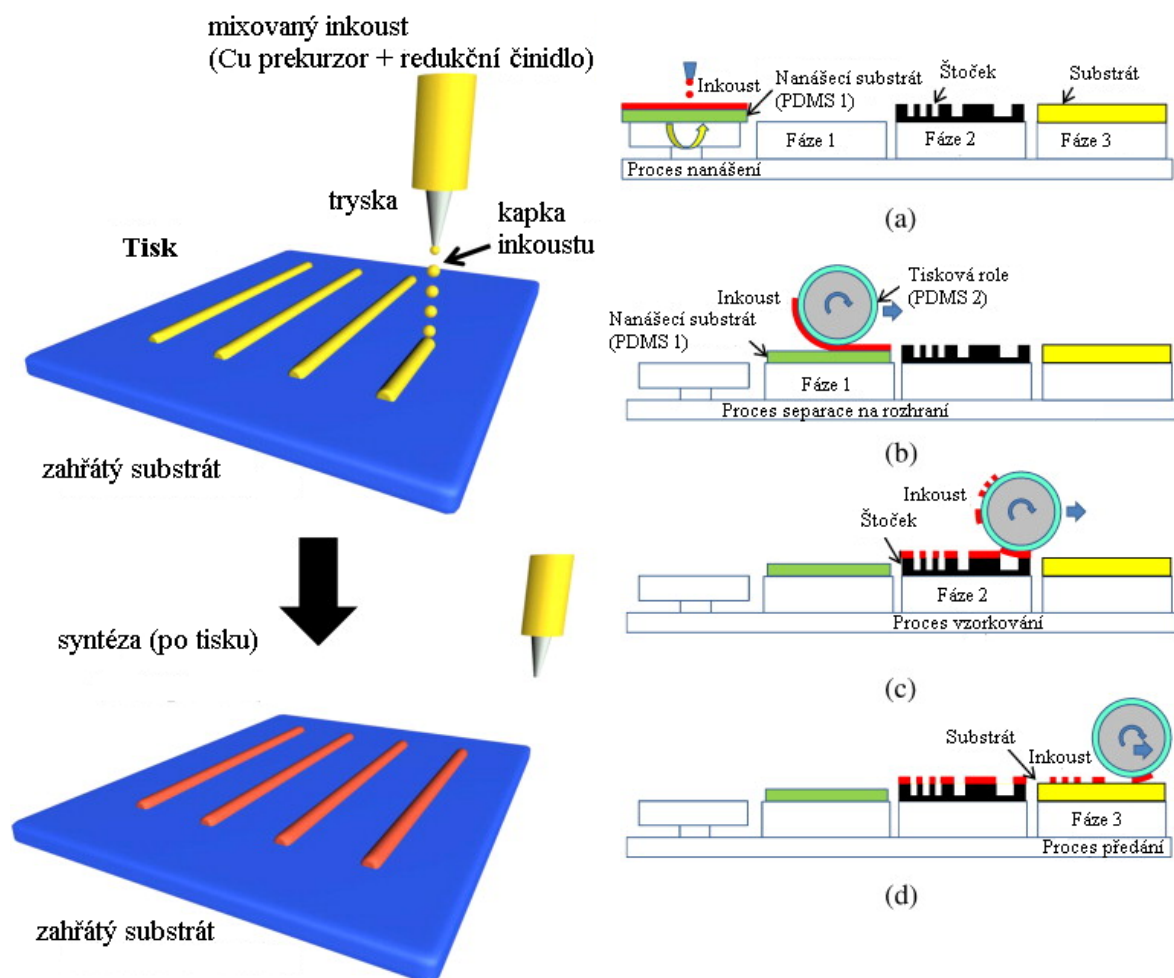 mixovaný inkoust
(Cu prekurzor + redukční činidlo)
tryska
kapka
inkoustu
Tisk
zahřátý substrát
syntéza (po tisku)
zahřátý substrát
Inkoust
Nanášecí substrát
(PDMS 1)
Štoček
Substrát
Fáze 1
Fáze 2
Fáze 3
Proces nanášení
(a)
Inkoust
Tisková role
(PDMS 2)
Nanášecí substrát
(PDMS 1)
Fáze 1
Proces separace na rozhraní
(b)
Inkoust
Štoček
Fáze 2
Proces vzorkování
(c)
Substrát
Inkoust
Fáze 3
Proces předání
(d)